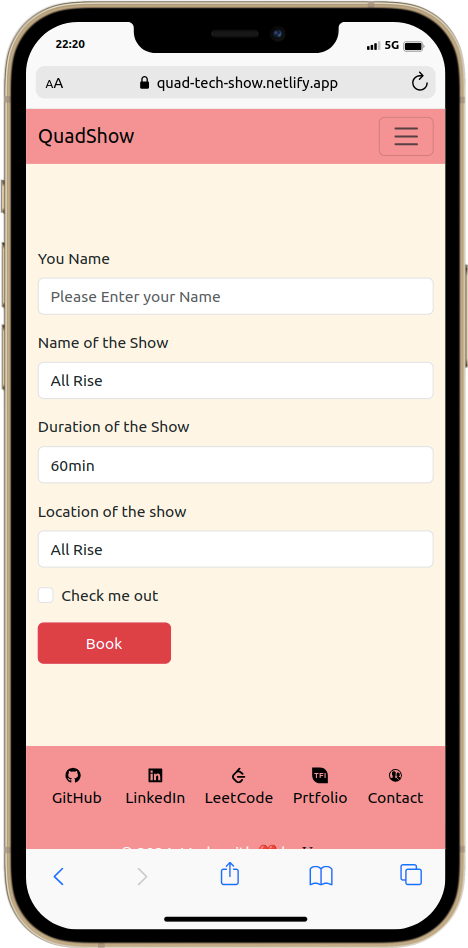 22:20 5G
AA quad-tech-show.netlify.app
QuadShow
You Name
Please Enter your Name
Name of the Show
All Rise
Duration of the Show
60min
Location of the show
All Rise
Check me out
Book
TFI
GitHub LinkedIn LeetCode Prtfolio Contact